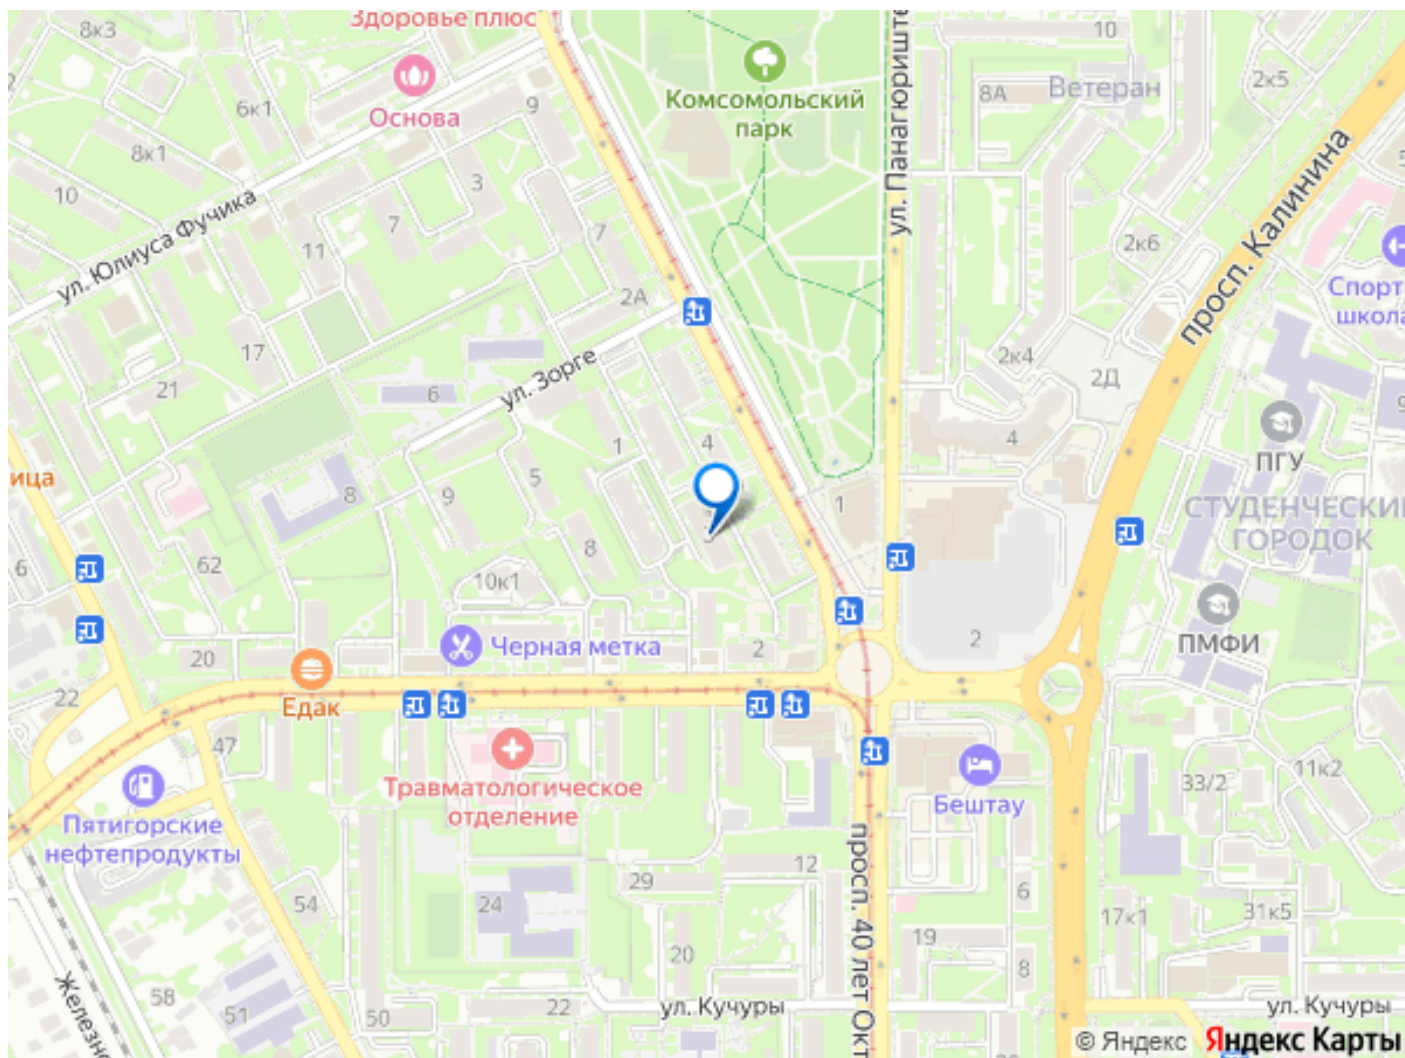 8к3
Здоровье плюс
10
Ветеран
2к5
8А
Основа
6к1
9
Комсомольский
парк
ул. Панагюриште
просп. Калинина
8к1
10
3
7
7
11
ул. Юлиуса Фучика
2к6
Спорт
школа
2А
17
21
6
ул. Зорге
2к4
2Д
1
4
4
ПГУ
ица
8
9
5
8
1
СТУДЕНЧЕСКИ
ГОРОДОК
6
62
10к1
ПМФИ
20
Черная метка
2
2
22
Едак
47
Травматологическое
отделение
Бештау
33/2
11к2
Пятигорские
нефтепродукты
просп. 40 лет Окт
12
29
6
54
24
17к1
31к5
19
20
8
58
51
50
22
ул. Кучуры
ул. Кучуры
Железно
© Яндекс Яндекс Карты